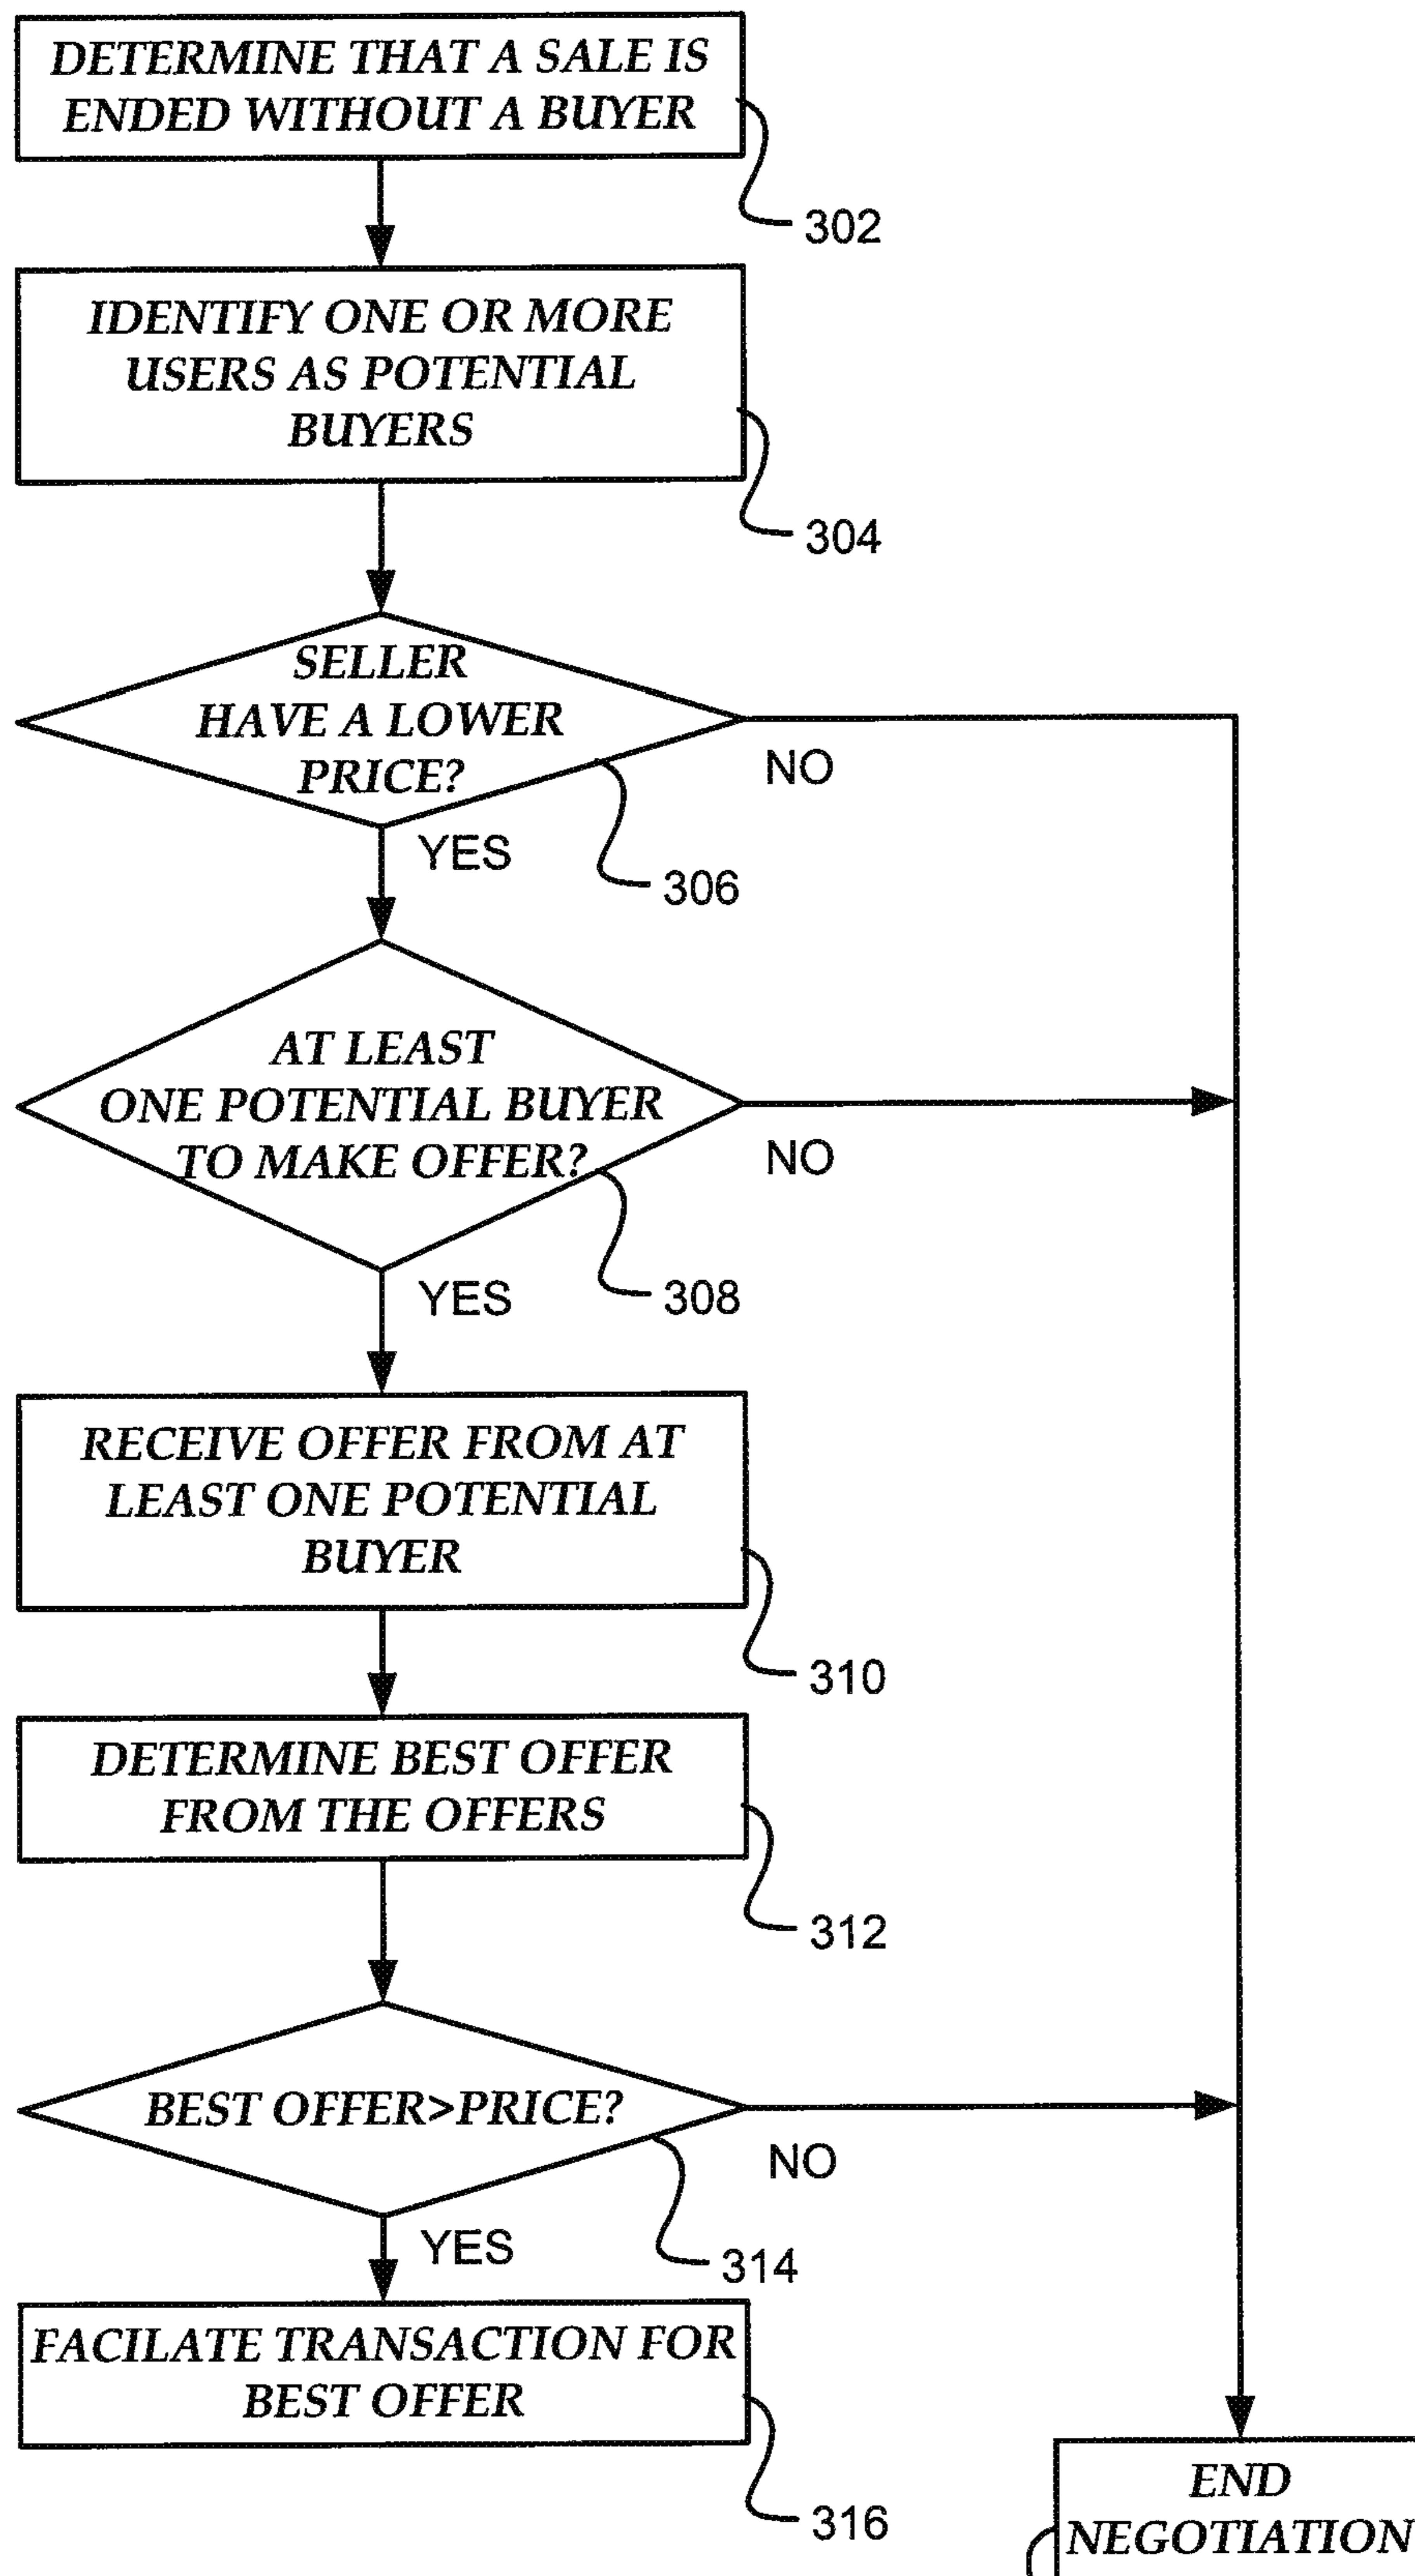 DETERMINE THAT A SALE IS
ENDED WITHOUT A BUYER
302
IDENTIFY ONE OR MORE
USERS AS POTENTIAL
BUYERS
304
SELLER
HAVE A LOWER
PRICE?
NO
YES
306
AT LEAST
ONE POTENTIAL BUYER
TO MAKE OFFER?
NO
YES
308
RECEIVE OFFER FROM AT
LEAST ONE POTENTIAL
BUYER
310
DETERMINE BEST OFFER
FROM THE OFFERS
312
BEST OFFER>PRICE?
NO
YES
314
FACILATE TRANSACTION FOR
BEST OFFER
316
END
NEGOTIATION